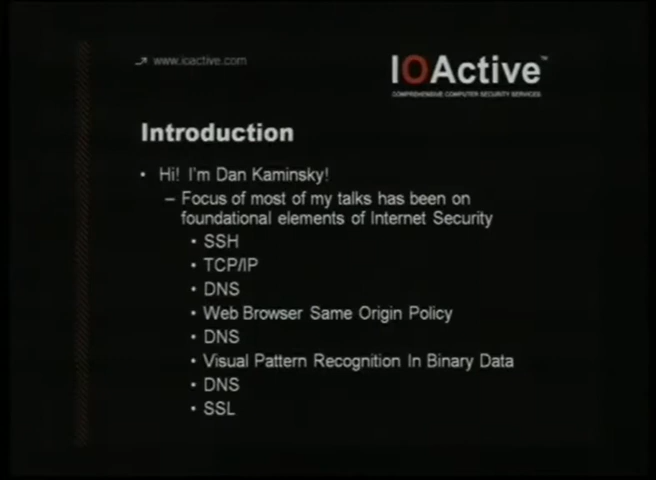 www.ioactive.com
IOActive™
COMPREHENSIVE COMPUTER SECURITY SERVICES
Introduction
• Hi! I'm Dan Kaminsky!
– Focus of most of my talks has been on
foundational elements of Internet Security
• SSH
• TCP/IP
• DNS
• Web Browser Same Origin Policy
• DNS
• Visual Pattern Recognition In Binary Data
• DNS
• SSL